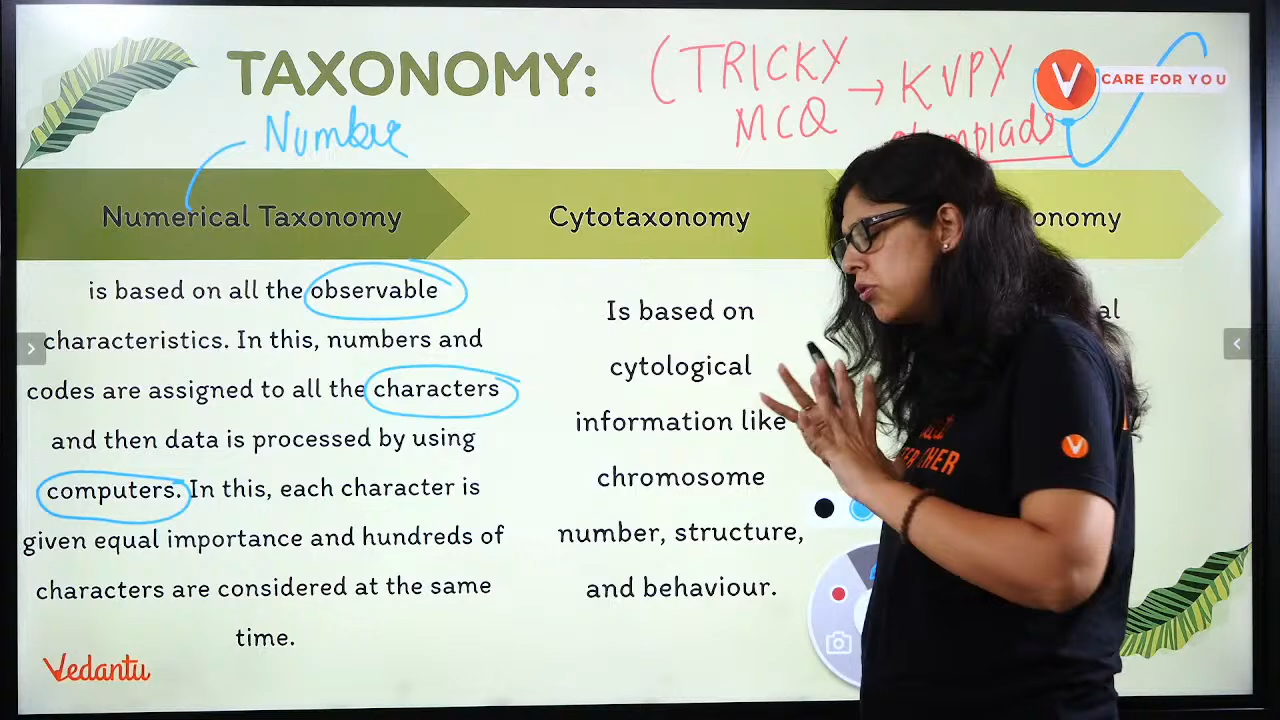 TAXONOMY:
(TRICKY → KVPY
MCQ
CARE FOR YOU
Number
Numerical Taxonomy
Cytotaxonomy
onomy
is based on all the observable
characteristics. In this, numbers and
codes are assigned to all the characters
and then data is processed by using
computers. In this, each character is
given equal importance and hundreds of
characters are considered at the same
time.
Is based on
cytological
information like
chromosome
number, structure,
and behaviour.
al
Vedantu